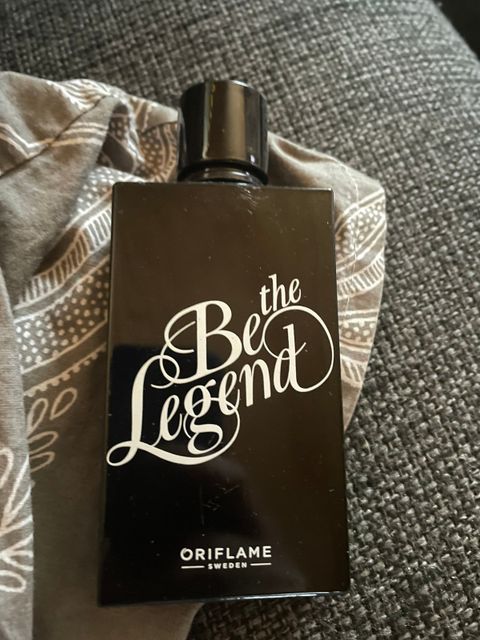 Be the
Legend
ORIFLAME
SWEDEN